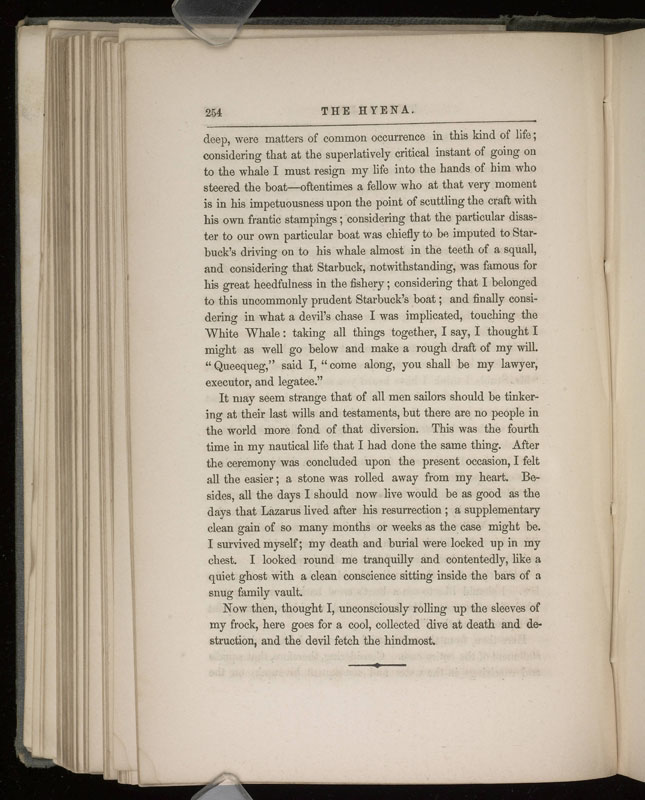 254 THE HYENA.
deep, were matters of common occurrence in this kind of life;
considering that at the superlatively critical instant of going on
to the whale I must resign my life into the hands of him who
steered the boat—oftentimes a fellow who at that very moment
is in his impetuousness upon the point of scuttling the craft with
his own frantic stampings; considering that the particular disas-
ter to our own particular boat was chiefly to be imputed to Star-
buck's driving on to his whale almost in the teeth of a squall,
and considering that Starbuck, notwithstanding, was famous for
his great heedfulness in the fishery; considering that I belonged
to this uncommonly prudent Starbuck's boat; and finally consi-
dering in what a devil's chase I was implicated, touching the
White Whale: taking all things together, I say, I thought I
might as well go below and make a rough draft of my will.
"Queequeg," said I, "come along, you shall be my lawyer,
executor, and legatee."
It may seem strange that of all men sailors should be tinker-
ing at their last wills and testaments, but there are no people in
the world more fond of that diversion. This was the fourth
time in my nautical life that I had done the same thing. After
the ceremony was concluded upon the present occasion, I felt
all the easier; a stone was rolled away from my heart. Be-
sides, all the days I should now live would be as good as the
days that Lazarus lived after his resurrection; a supplementary
clean gain of so many months or weeks as the case might be.
I survived myself; my death and burial were locked up in my
chest. I looked round me tranquilly and contentedly, like a
quiet ghost with a clean conscience sitting inside the bars of a
snug family vault.
Now then, thought I, unconsciously rolling up the sleeves of
my frock, here goes for a cool, collected dive at death and de-
struction, and the devil fetch the hindmost.